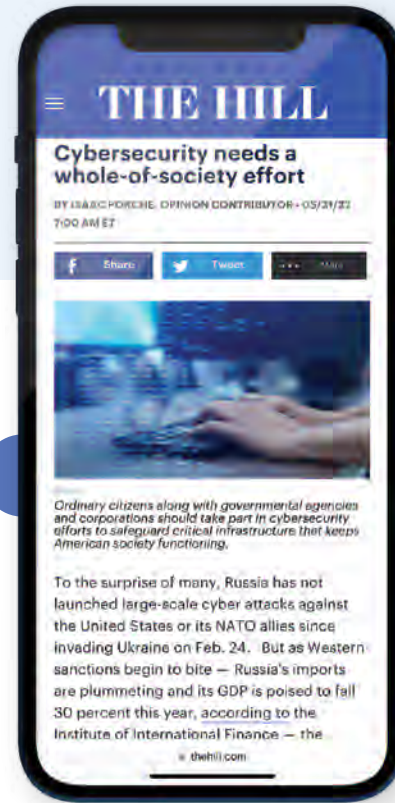 THE HILL
Cybersecurity needs a
whole-of-society effort
BY ISAAC PORCHE, OPINION CONTRIBUTOR - 05/31/22
7:00 AM ET
f Share
Tweet
••• More
Ordinary citizens along with governmental agencies
and corporations should take part in cybersecurity
efforts to safeguard critical infrastructure that keeps
American society functioning.
To the surprise of many, Russia has not
launched large-scale cyber attacks against
the United States or its NATO allies since
invading Ukraine on Feb. 24. But as Western
sanctions begin to bite — Russia's imports
are plummeting and its GDP is poised to fall
30 percent this year, according to the
Institute of International Finance — the
thehill.com